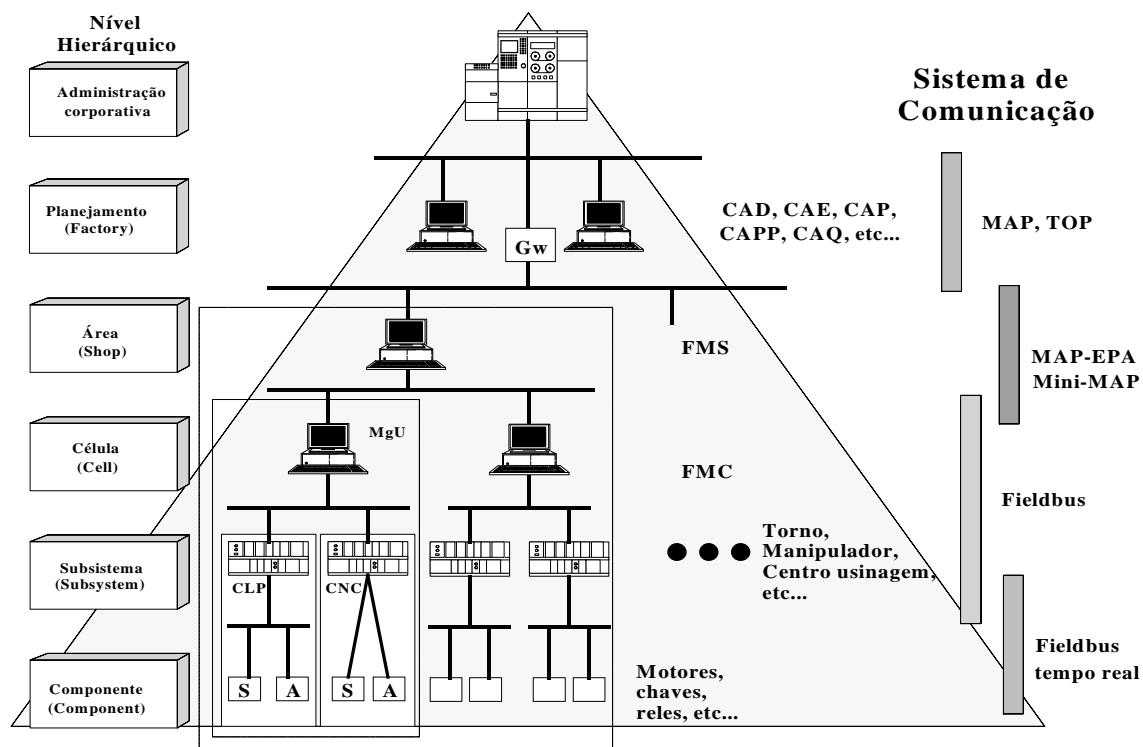 Nível
Hierárquico
Sistema de
Comunicação
Administração
corporativa
Planejamento
(Factory)
CAD, CAE, CAP,
CAPP, CAQ, etc...
MAP, TOP
Gw
Área
(Shop)
FMS
MAP-EPA
Mini-MAP
Célula
(Cell)
MgU
FMC
Fieldbus
Subsistema
(Subsystem)
CLP
CNC
Torno,
Manipulador,
Centro usinagem,
etc...
Componente
(Component)
S
A
S
A
Motores,
chaves,
reles, etc...
Fieldbus
tempo real